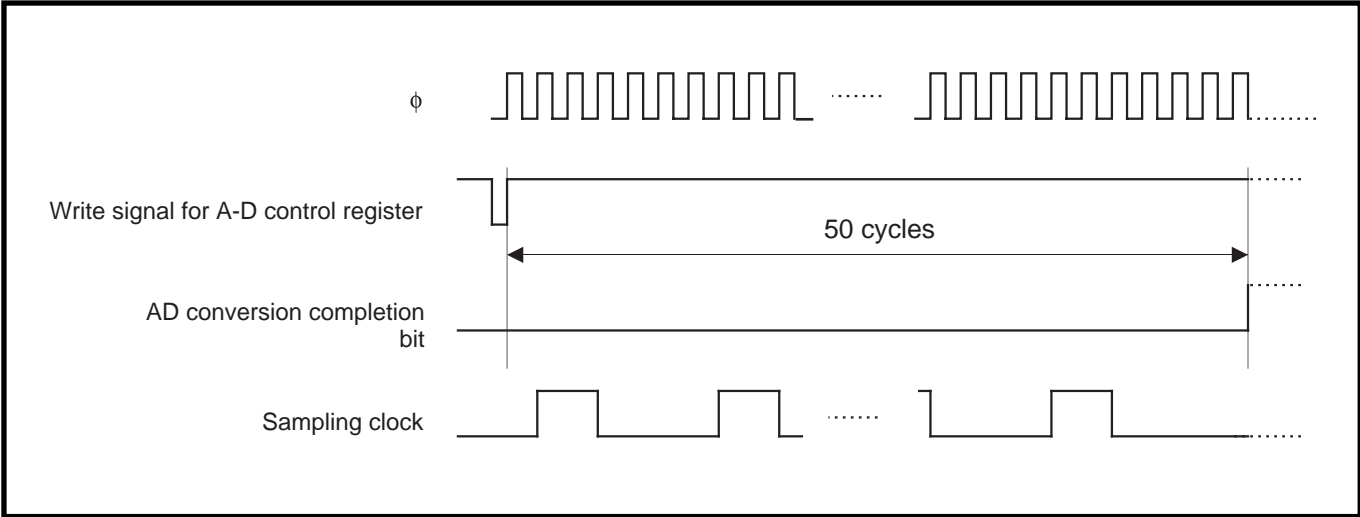 ϕ
Write signal for A-D control register
50 cycles
AD conversion completion
bit
Sampling clock